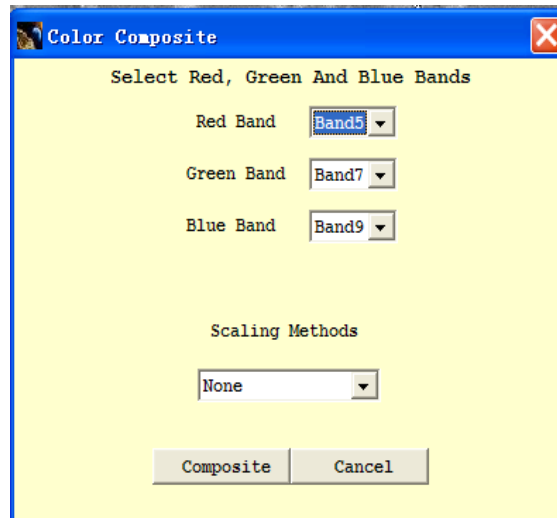 Color Composite
Select Red, Green And Blue Bands
Red Band Band5
Green Band Band7
Blue Band Band9
Scaling Methods
None
Composite Cancel